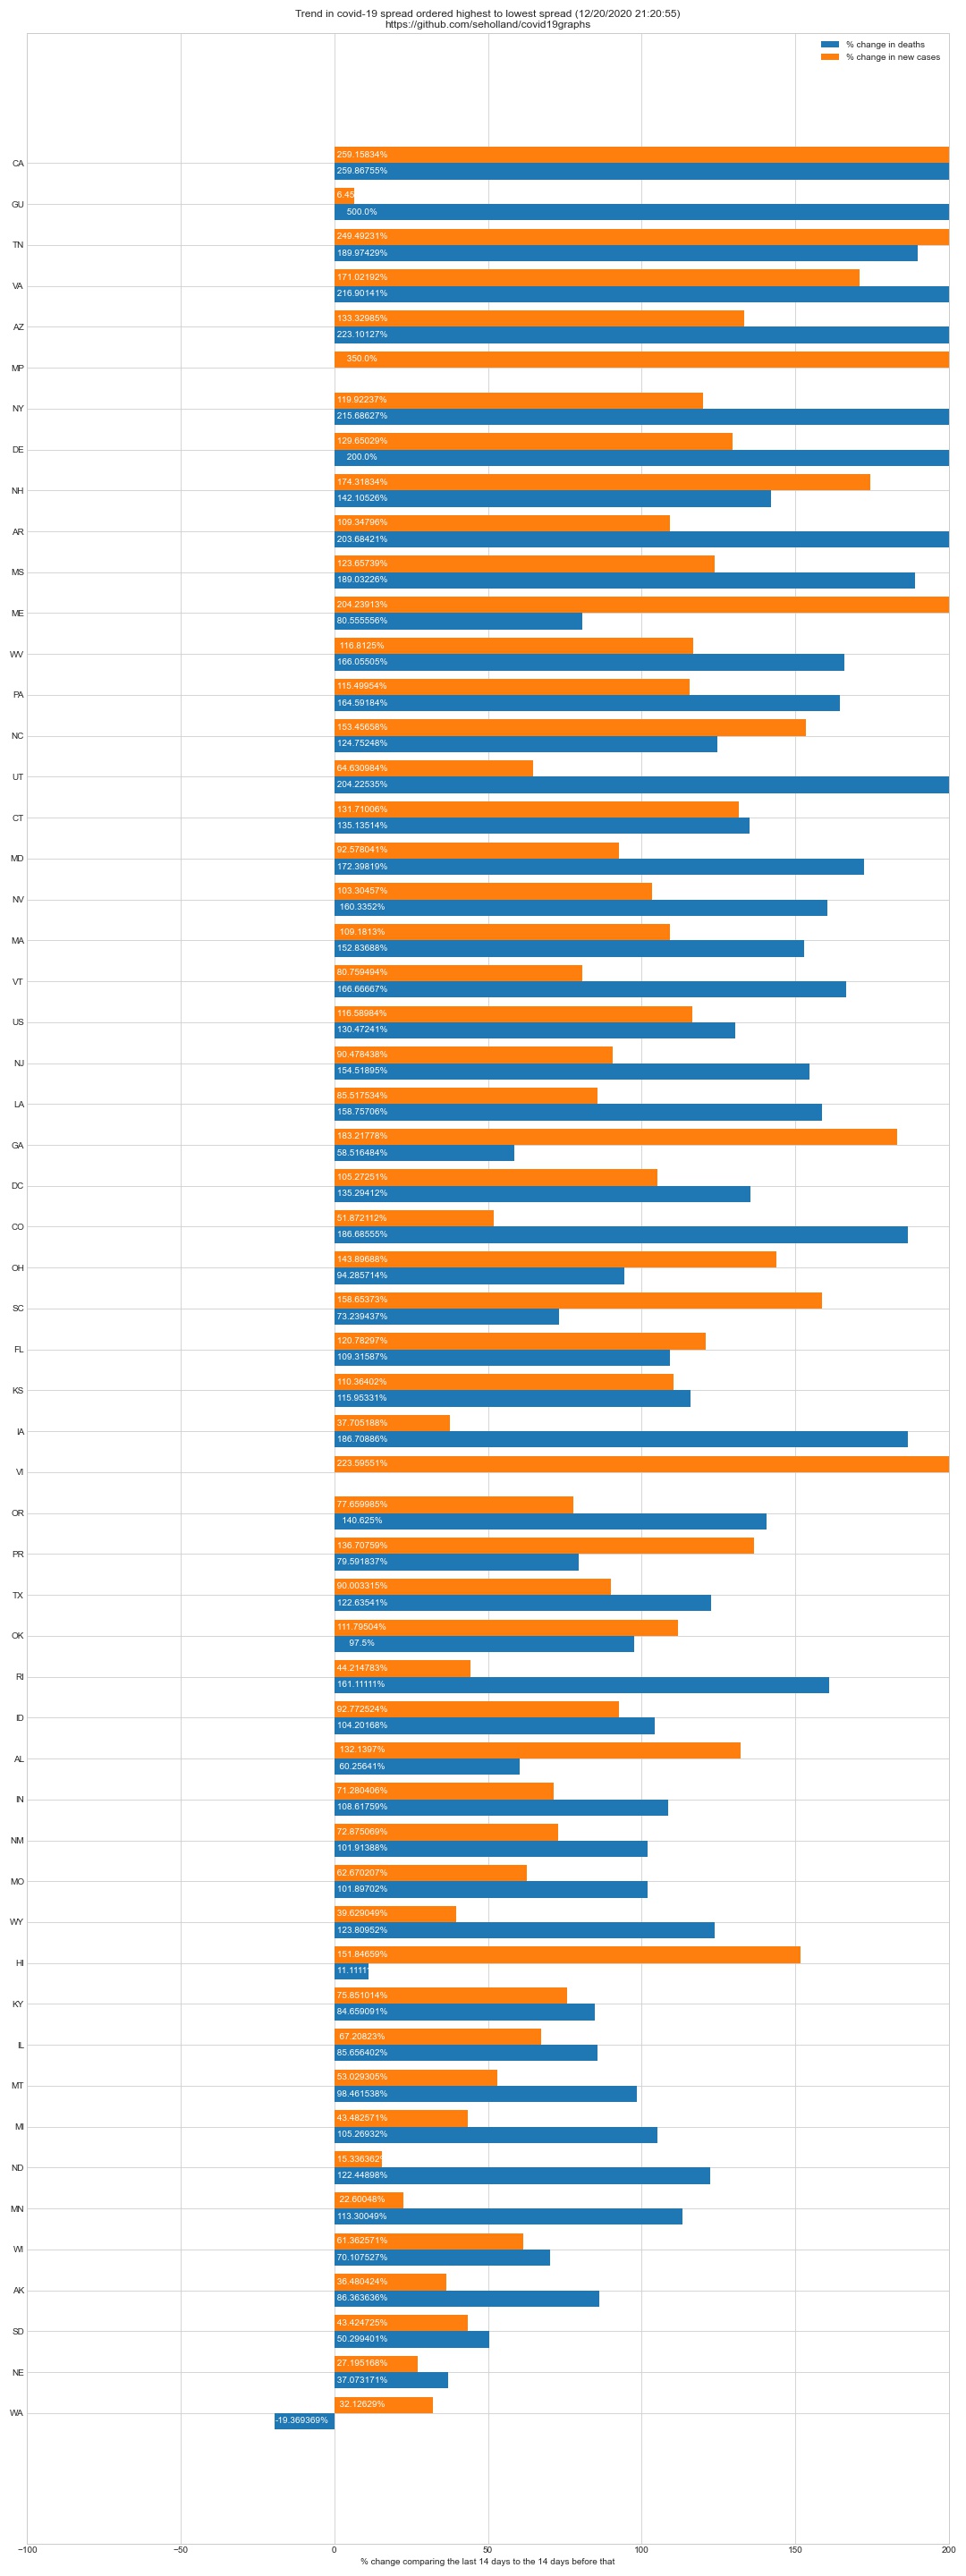 Trend in covid-19 spread ordered highest to lowest spread (12/20/2020 21:20:55)
https://github.com/seholland/covid19graphs
% change in deaths
% change in new cases
259.15834%
CA
259.86755%
6.45
GU
500.0%
249.49231%
TN
189.97429%
171.02192%
VA
216.90141%
133.32985%
AZ
223.10127%
350.0%
MP
119.92237%
NY
215.68627%
129.65029%
DE
200.0%
174.31834%
NH
142.10526%
109.34796%
AR
203.68421%
123.65739%
MS
189.03226%
204.23913%
ME
80.555556%
116.8125%
WV
166.05505%
115.49954%
PA
164.59184%
153.45658%
NC
124.75248%
64.630984%
UT
204.22535%
131.71006%
CT
135.13514%
92.578041%
MD
172.39819%
103.30457%
NV
160.3352%
109.1813%
MA
152.83688%
80.759494%
VT
166.66667%
116.58984%
US
130.47241%
90.478438%
NJ
154.51895%
85.517534%
LA
158.75706%
183.21778%
GA
58.516484%
105.27251%
DC
135.29412%
51.872112%
CO
186.68555%
143.89688%
OH
94.285714%
158.65373%
SC
73.239437%
120.78297%
FL
109.31587%
110.36402%
KS
115.95331%
37.705188%
IA
186.70886%
223.59551%
VI
77.659985%
OR
140.625%
136.70759%
PR
79.591837%
90.003315%
TX
122.63541%
111.79504%
OK
97.5%
44.214783%
RI
161.11111%
92.772524%
ID
104.20168%
132.1397%
AL
60.25641%
71.280406%
IN
108.61759%
72.875069%
NM
101.91388%
62.670207%
MO
101.89702%
39.629049%
WY
123.80952%
151.84659%
HI
11.1111
75.851014%
KY
84.659091%
67.20823%
IL
85.656402%
53.029305%
MT
98.461538%
43.482571%
MI
105.26932%
15.336362%
ND
122.44898%
22.60048%
MN
113.30049%
61.362571%
WI
70.107527%
36.480424%
AK
86.363636%
43.424725%
SD
50.299401%
27.195168%
NE
37.073171%
32.12629%
WA
-19.369369%
−100 −50 0 50 100 150 200
% change comparing the last 14 days to the 14 days before that